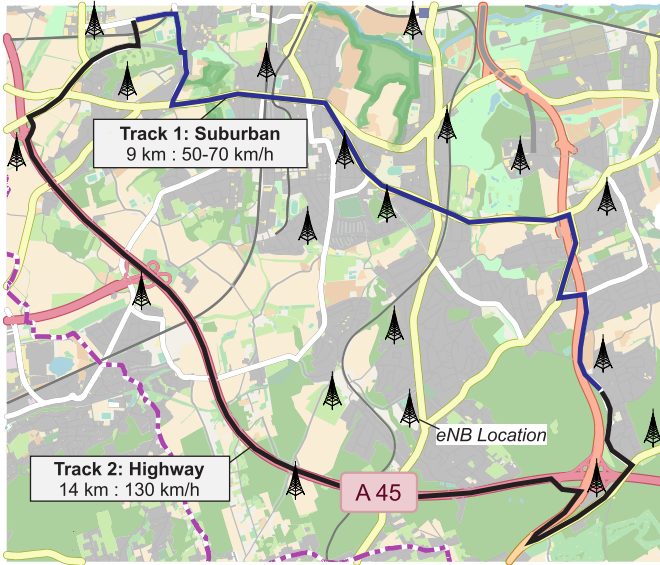 Track 1: Suburban
9 km : 50-70 km/h
eNB Location
Track 2: Highway
14 km : 130 km/h
A 45